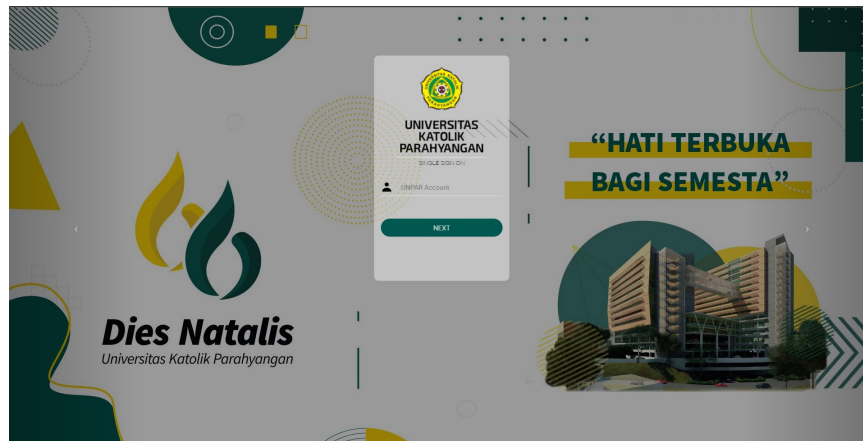 UNIVERSITAS
KATOLIK
PARAHYANGAN
SINGLE SIGN ON
UNPAR Account
NEXT
Dies Natalis
Universitas Katolik Parahyangan
“HATI TERBUKA
BAGI SEMESTA”